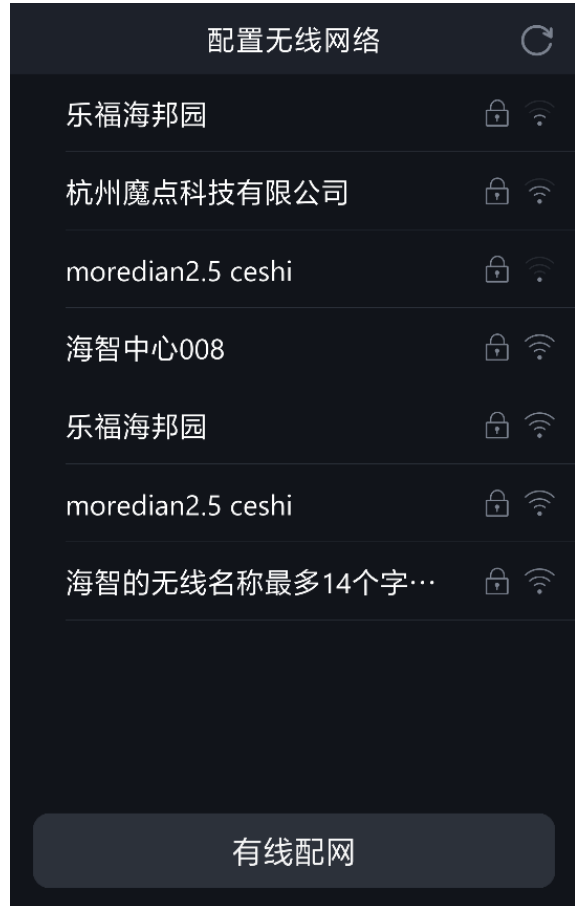 配置无线网络
乐福海邦园
杭州魔点科技有限公司
moredian2.5 ceshi
海智中心008
乐福海邦园
moredian2.5 ceshi
海智的无线名称最多14个字…
有线配网